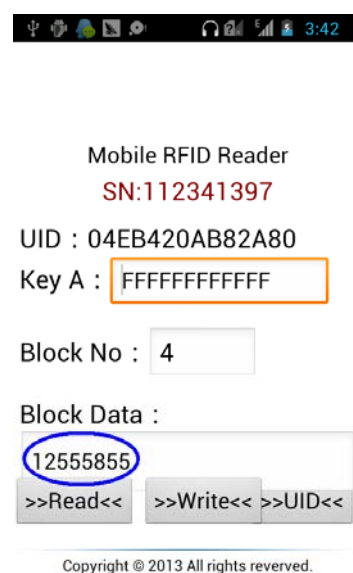 E 3:42
Mobile RFID Reader
SN:112341397
UID：04EB420AB82A80
Key A： FFFFFFFFFFFF
Block No： 4
Block Data：
12555855
>>Read<< >>Write<< >>UID<<
Copyright © 2013 All rights reserved.